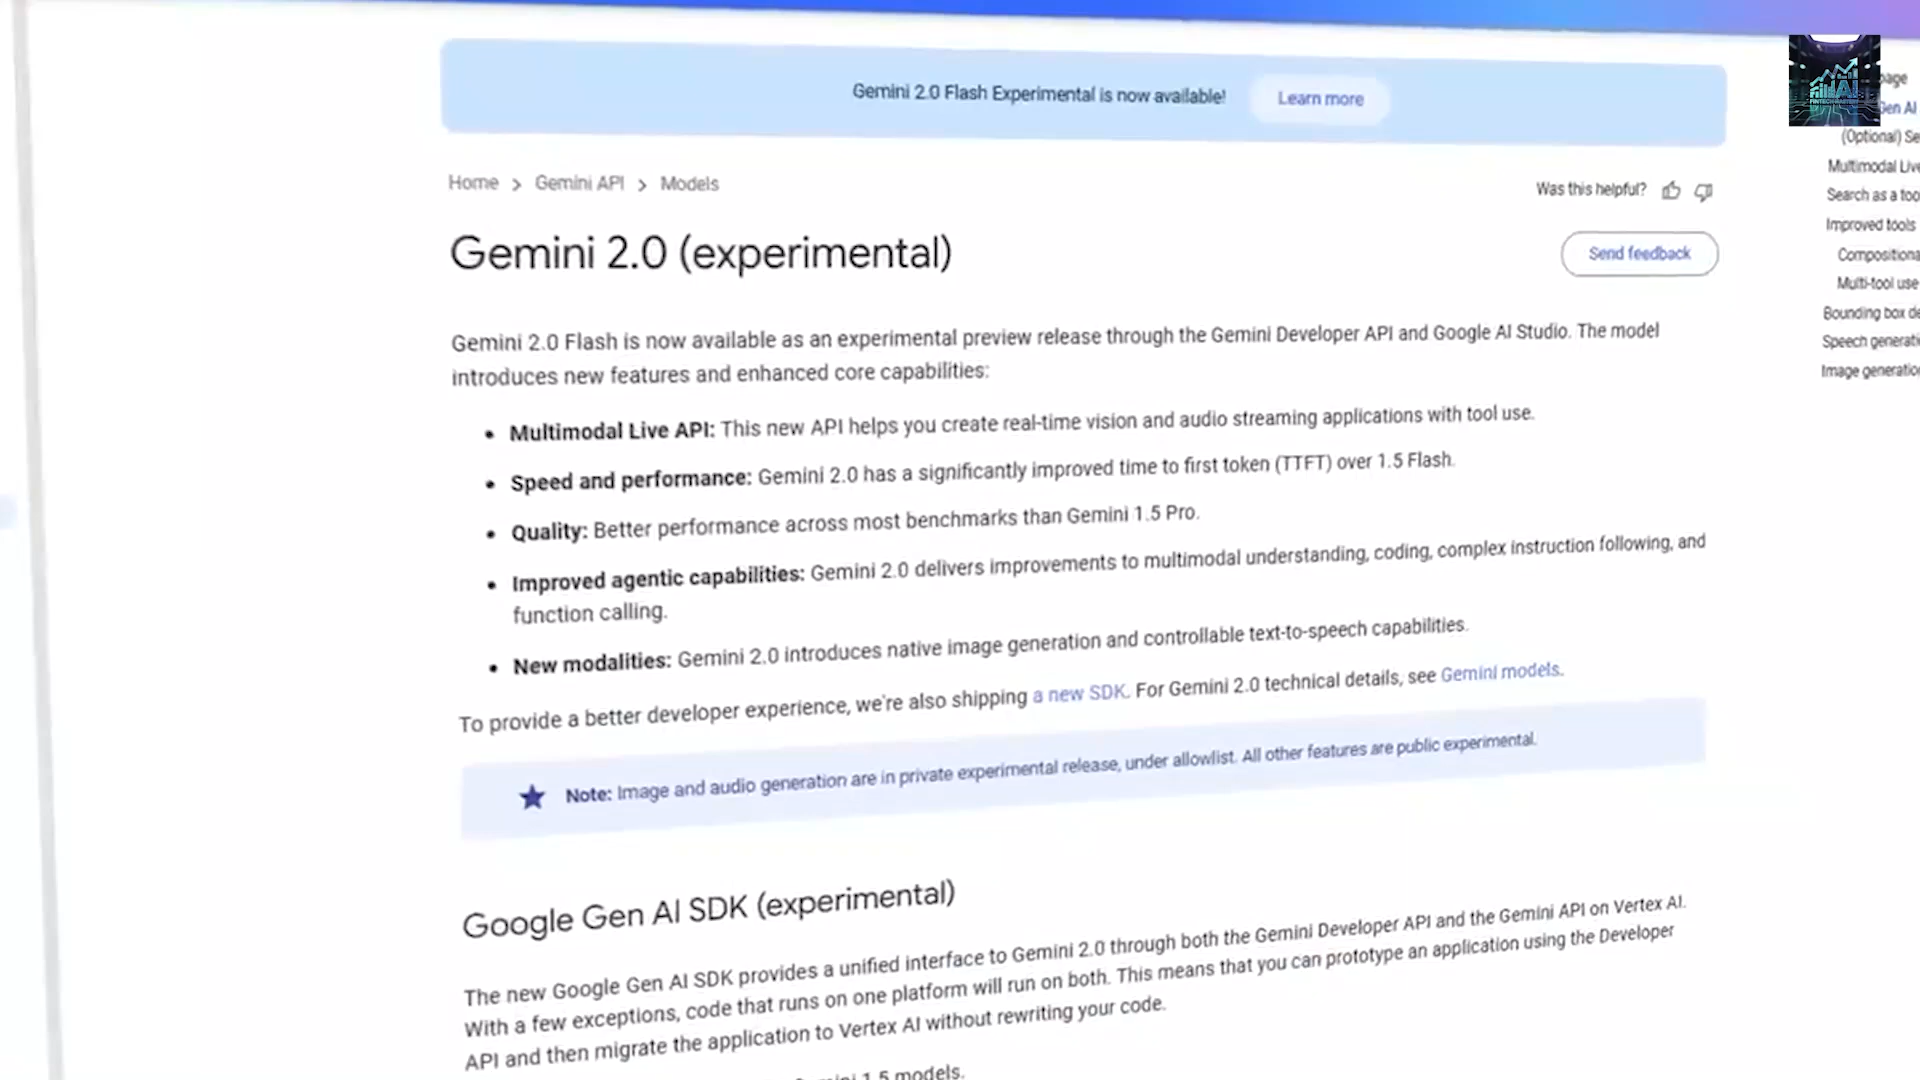 Gemini 2.0 Flash Experimental is now available! Learn more
Home > Gemini API > Models
Was this helpful?
Gemini 2.0 (experimental)
Send feedback
Gemini 2.0 Flash is now available as an experimental preview release through the Gemini Developer API and Google AI Studio. The model
introduces new features and enhanced core capabilities:
• Multimodal Live API: This new API helps you create real-time vision and audio streaming applications with tool use.
• Speed and performance: Gemini 2.0 has a significantly improved time to first token (TTFT) over 1.5 Flash.
• Quality: Better performance across most benchmarks than Gemini 1.5 Pro.
• Improved agentic capabilities: Gemini 2.0 delivers improvements to multimodal understanding, coding, complex instruction following, and
function calling.
• New modalities: Gemini 2.0 introduces native image generation and controllable text-to-speech capabilities.
To provide a better developer experience, we're also shipping a new SDK. For Gemini 2.0 technical details, see Gemini models.
Note: Image and audio generation are in private experimental release, under allowlist. All other features are public experimental.
Google Gen AI SDK (experimental)
The new Google Gen AI SDK provides a unified interface to Gemini 2.0 through both the Gemini Developer API and the Gemini API on Vertex AI.
With a few exceptions, code that runs on one platform will run on both. This means that you can prototype an application using the Developer
API and then migrate the application to Vertex AI without rewriting your code.
1.5 models.
page
Gen AI
(Optional) Se
Multimodal Live
Search as a too
Improved tools
Compositiona
Multi-tool use
Bounding box de
Speech generati
Image generation
AI